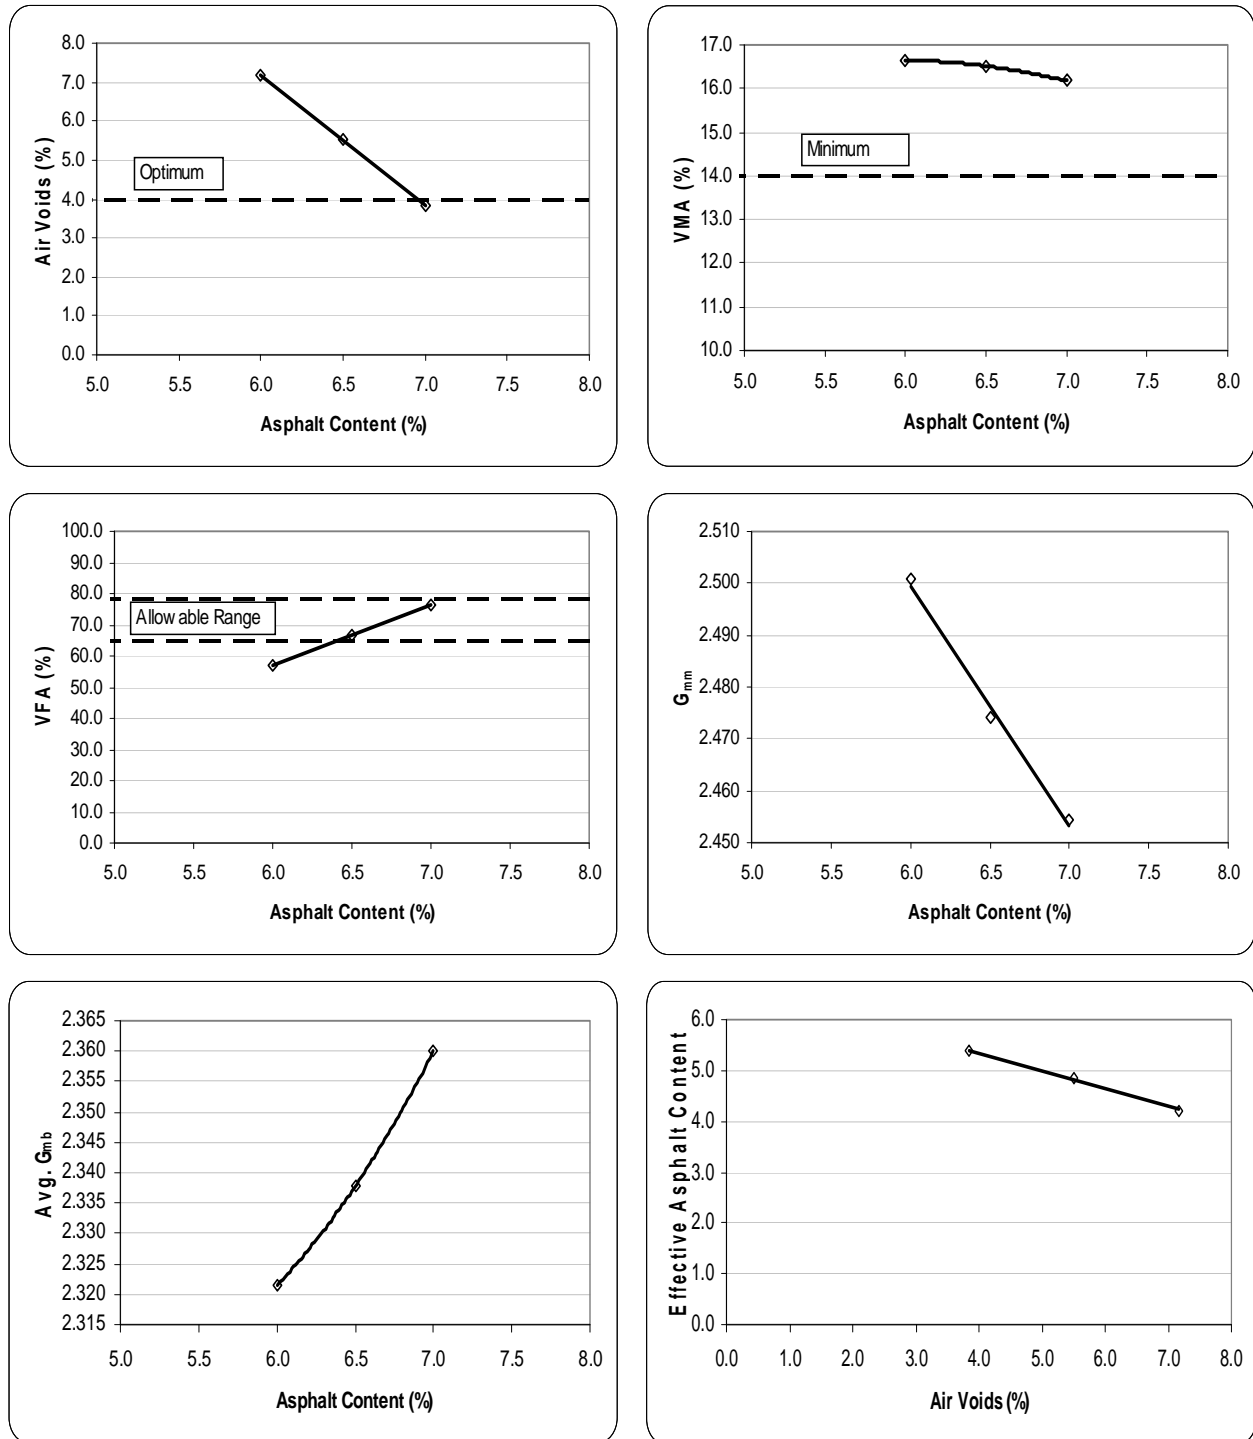 8.0
7.0
6.0
5.0
4.0
3.0
2.0
1.0
0.0
Air Voids (%)
Optimum
5.0 5.5 6.0 6.5 7.0 7.5 8.0
Asphalt Content (%)
17.0
16.0
15.0
14.0
13.0
12.0
11.0
10.0
VMA (%)
Minimum
5.0 5.5 6.0 6.5 7.0 7.5 8.0
Asphalt Content (%)
100.0
90.0
80.0
70.0
60.0
50.0
40.0
30.0
20.0
10.0
0.0
VFA (%)
Allowable Range
5.0 5.5 6.0 6.5 7.0 7.5 8.0
Asphalt Content (%)
2.510
2.500
2.490
2.480
2.470
2.460
2.450
Gmm
5.0 5.5 6.0 6.5 7.0 7.5 8.0
Asphalt Content (%)
2.365
2.360
2.355
2.350
2.345
2.340
2.335
2.330
2.325
2.320
2.315
Avg. Gmb
5.0 5.5 6.0 6.5 7.0 7.5 8.0
Asphalt Content (%)
6.0
5.0
4.0
3.0
2.0
1.0
0.0
Effective Asphalt Content
0.0 1.0 2.0 3.0 4.0 5.0 6.0 7.0 8.0
Air Voids (%)